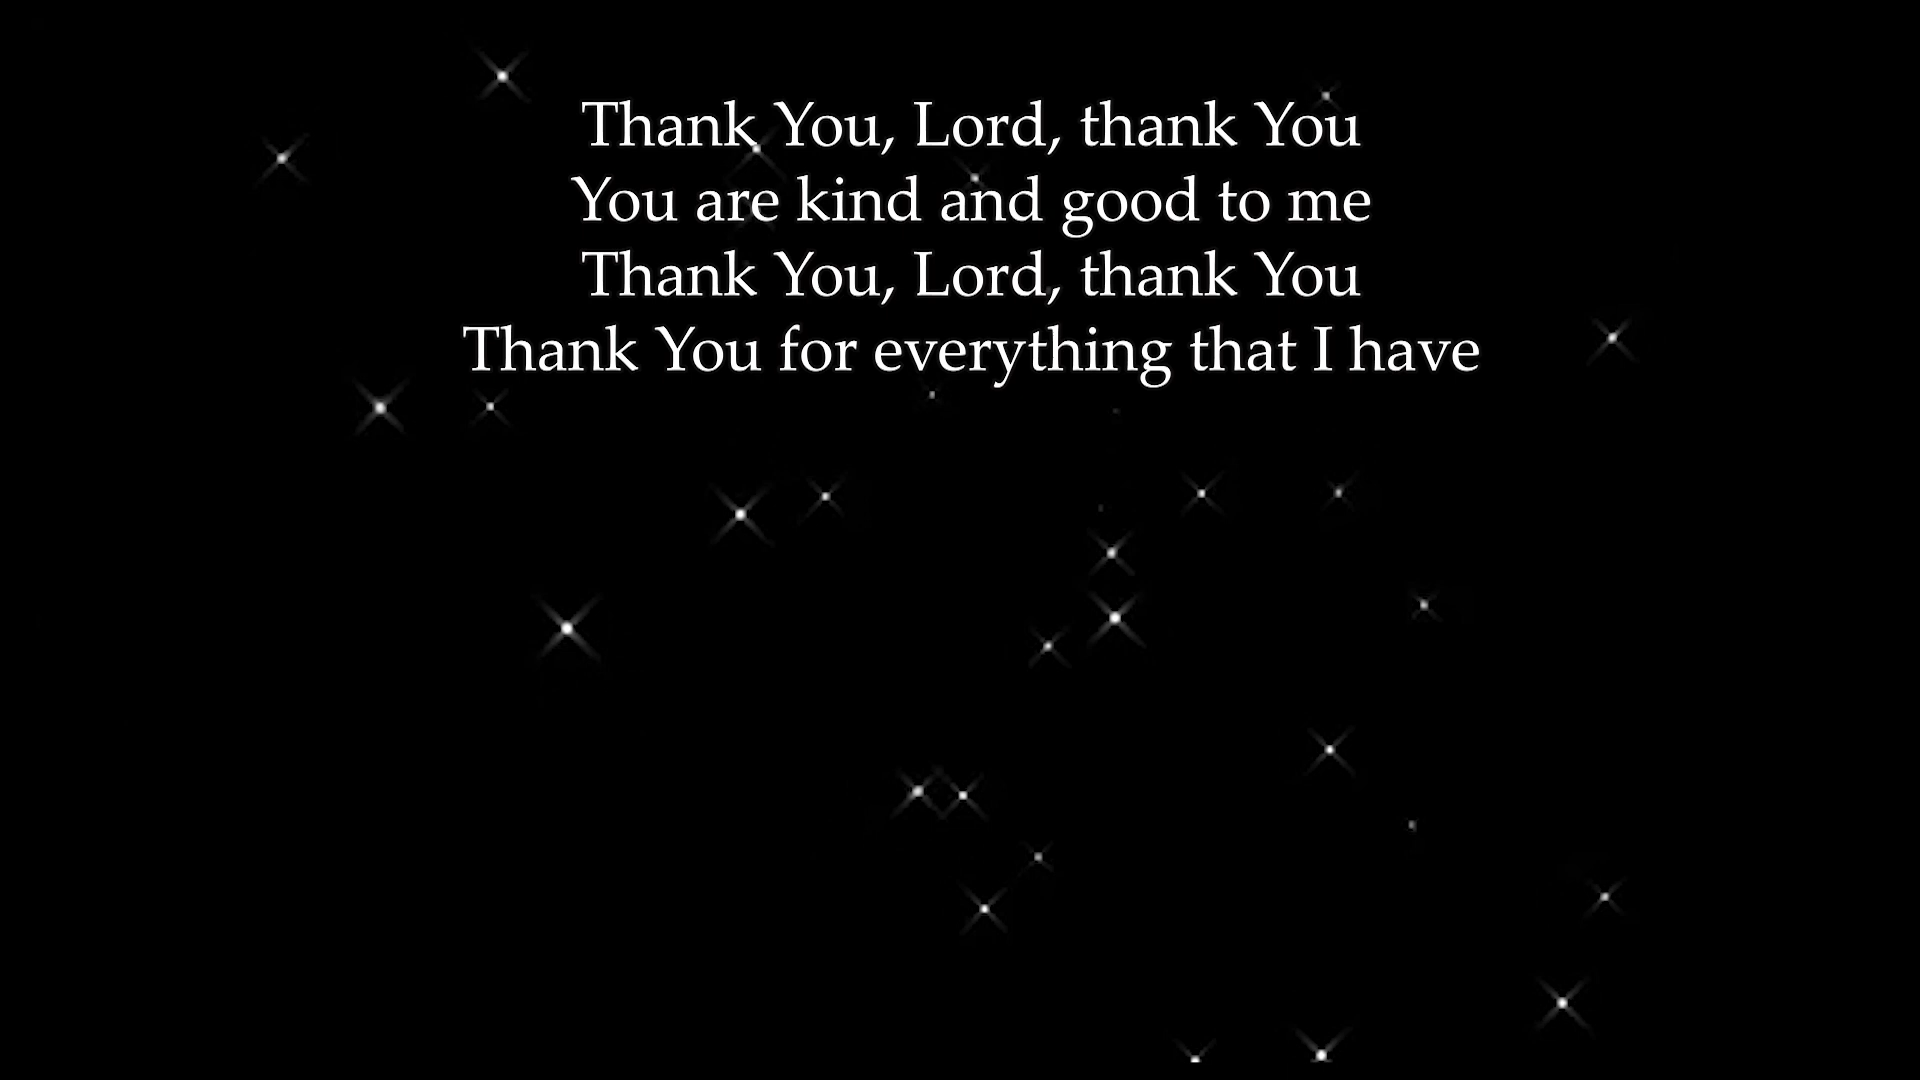 Thank You, Lord, thank You
You are kind and good to me
Thank You, Lord, thank You
Thank You for everything that I have